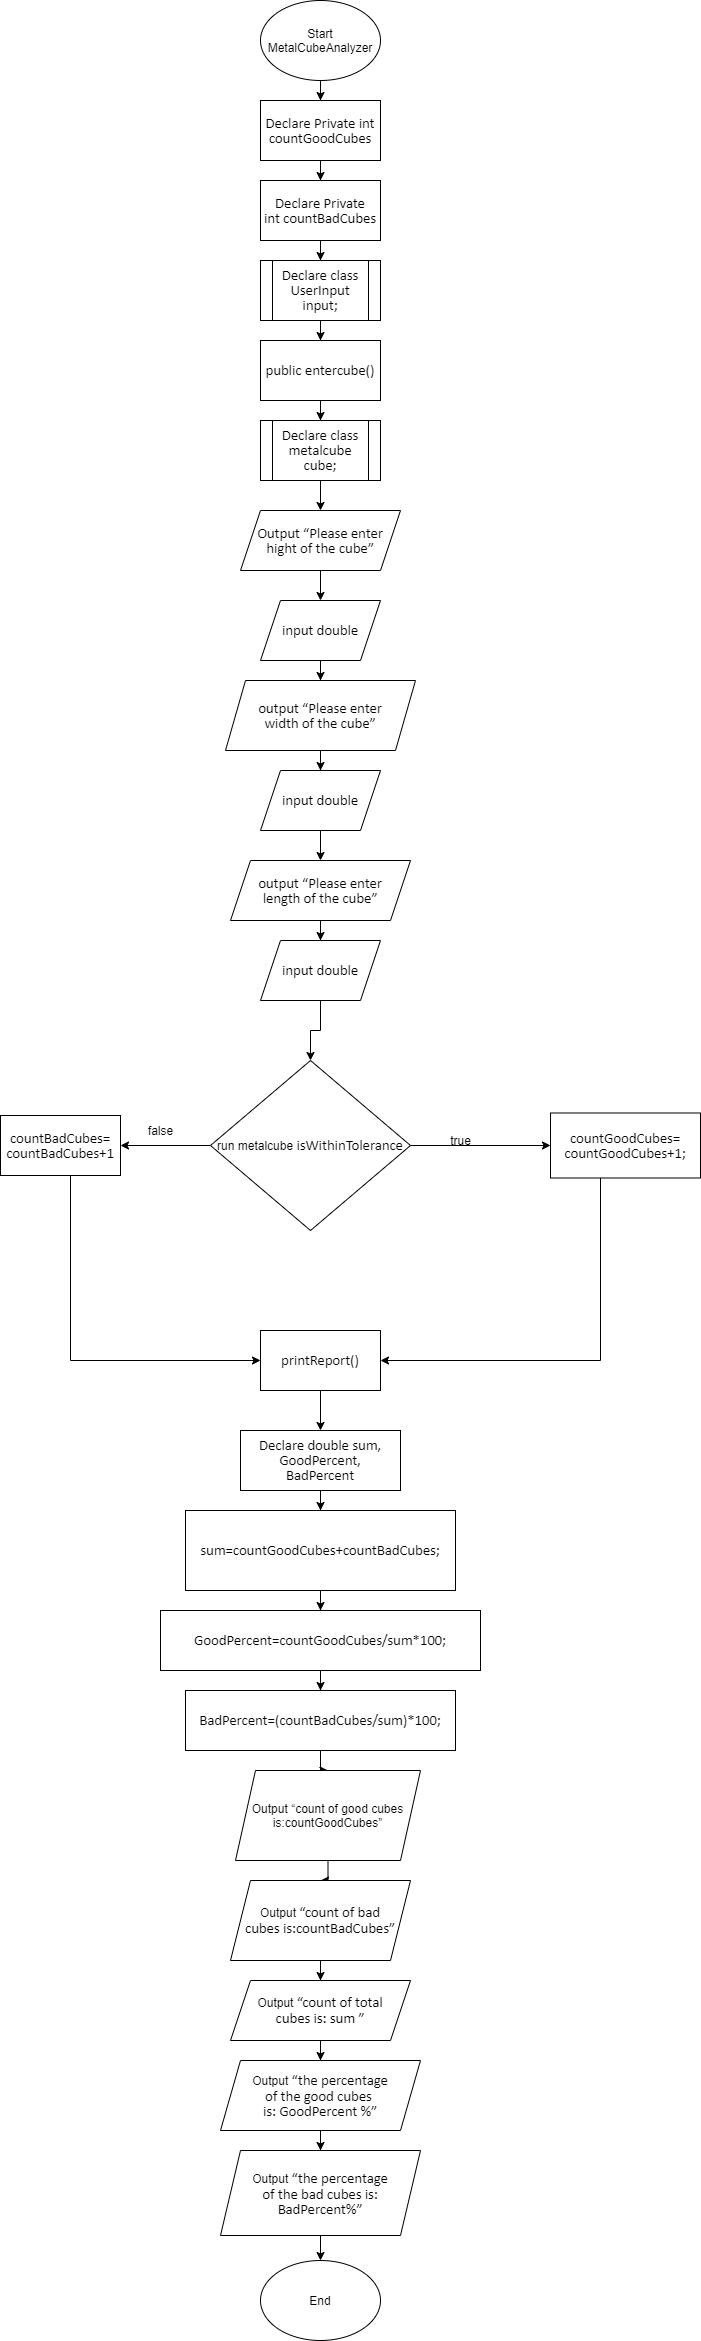 Start
MetalCubeAnalyzer
Declare Private int
countGoodCubes
Declare Private
int countBadCubes
Declare class
UserInput
input;
public entercube()
Declare class
metalcube
cube;
Output “Please enter
hight of the cube”
input double
output “Please enter
width of the cube”
input double
output “Please enter
length of the cube”
input double
run metalcube isWithinTolerance
false
true
countBadCubes=
countBadCubes+1
countGoodCubes=
countGoodCubes+1;
printReport()
Declare double sum,
GoodPercent,
BadPercent
sum=countGoodCubes+countBadCubes;
GoodPercent=countGoodCubes/sum*100;
BadPercent=(countBadCubes/sum)*100;
Output “count of good cubes
is:countGoodCubes”
Output “count of bad
cubes is:countBadCubes”
Output “count of total
cubes is: sum ”
Output “the percentage
of the good cubes
is: GoodPercent %”
Output “the percentage
of the bad cubes is:
BadPercent%”
End